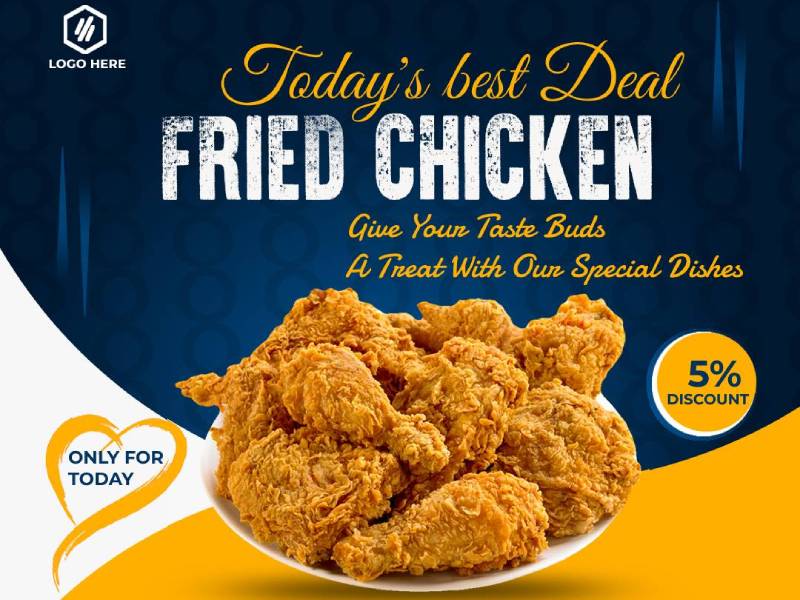 LOGO HERE
Today's best Deal
FRIED CHICKEN
Give Your Taste Buds
A Treat With Our Special Dishes
5%
DISCOUNT
ONLY FOR
TODAY